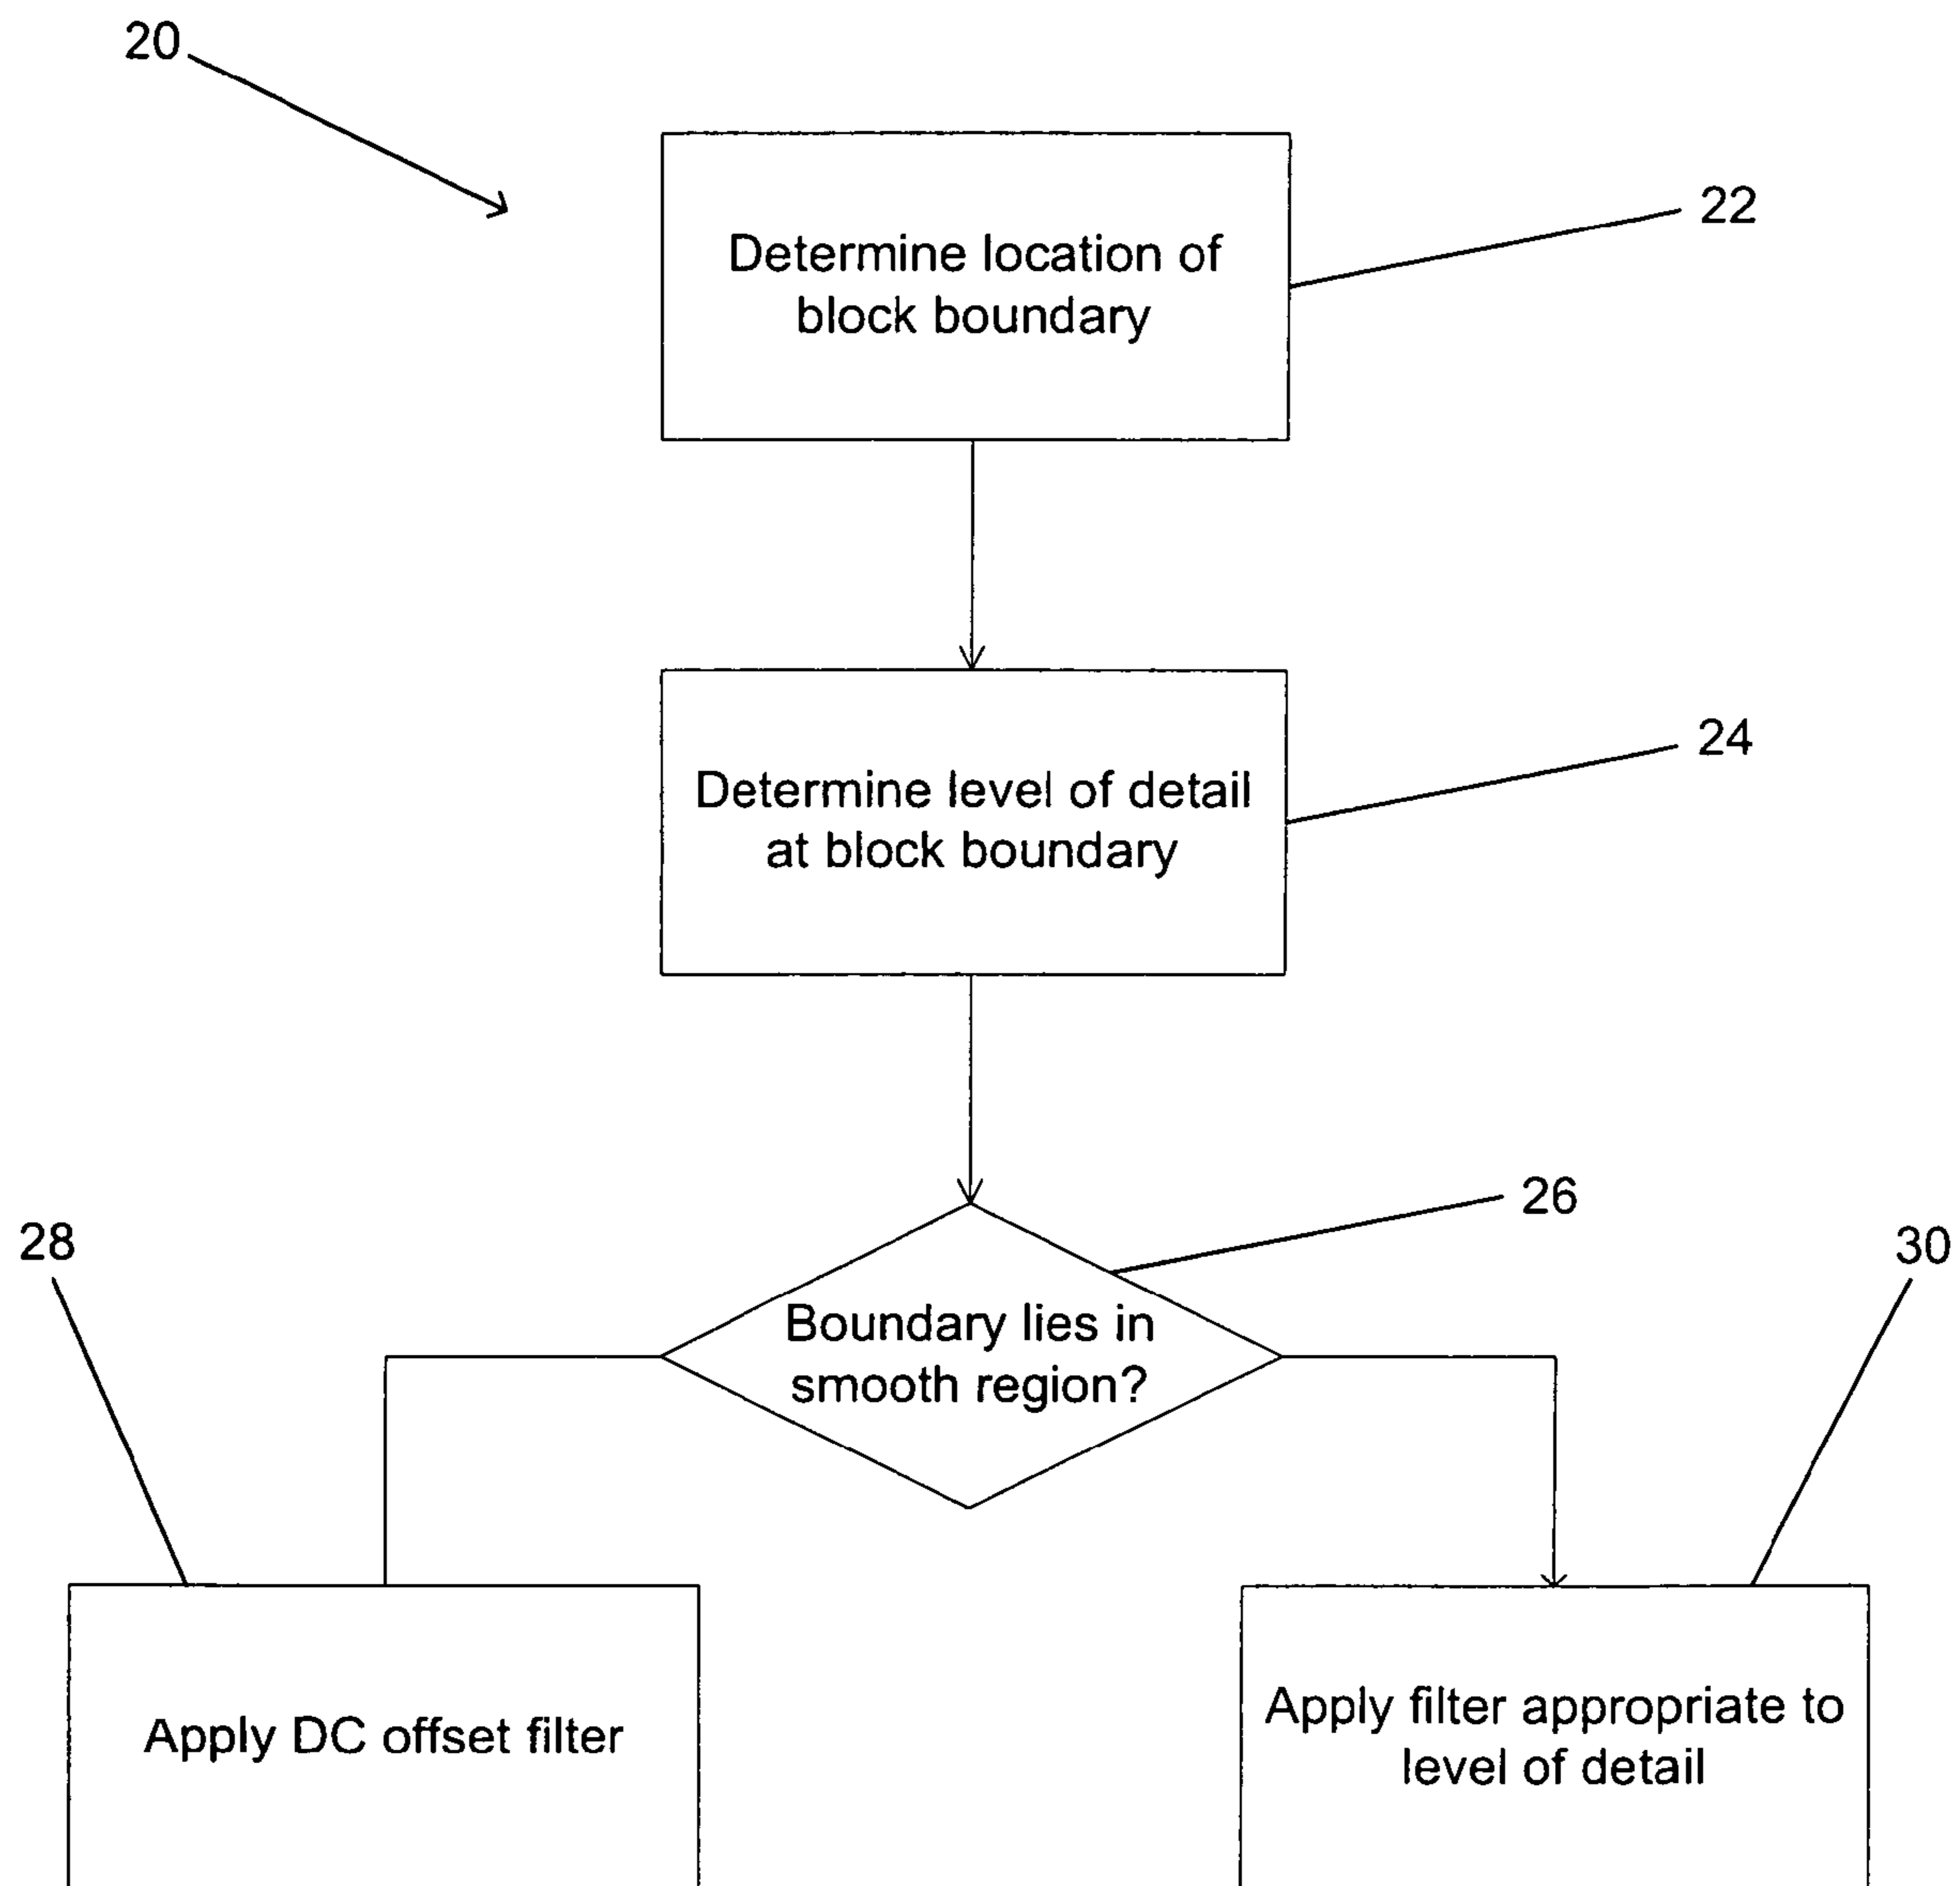 20
22
Determine location of
block boundary
24
Determine level of detail
at block boundary
26
28
30
Boundary lies in
smooth region?
Apply DC offset filter
Apply filter appropriate to
level of detail